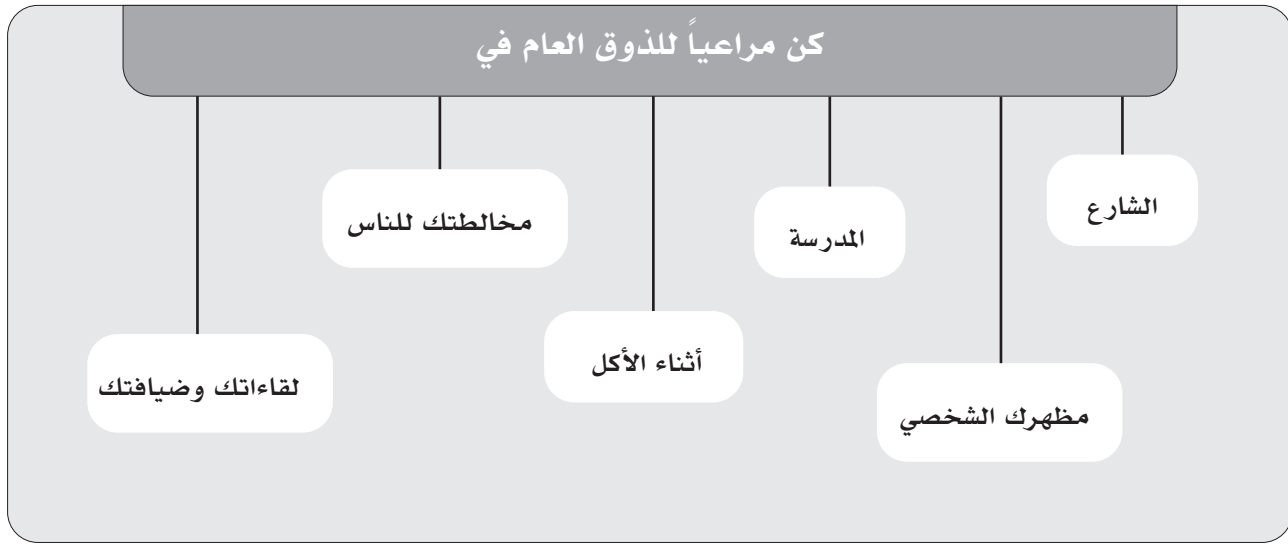 كن مراعياً للذوق العام في
الشارع
مظهرك الشخصي
المدرسة
أثناء الأكل
مخالطتك للناس
لقاءاتك وضيافتك